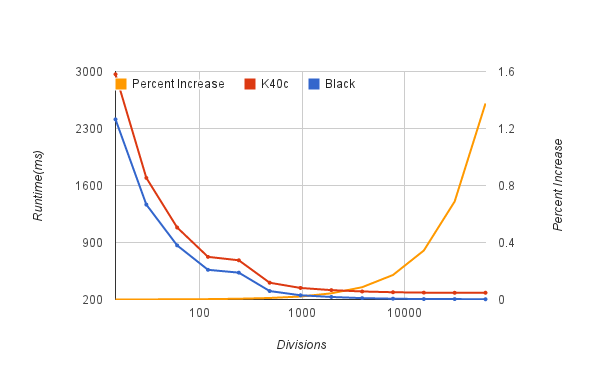 3000
2300
1600
900
200
Runtime(ms)
Percent Increase K40c Black
1.6
1.2
0.8
0.4
0
Percent Increase
100 1000 10000
Divisions